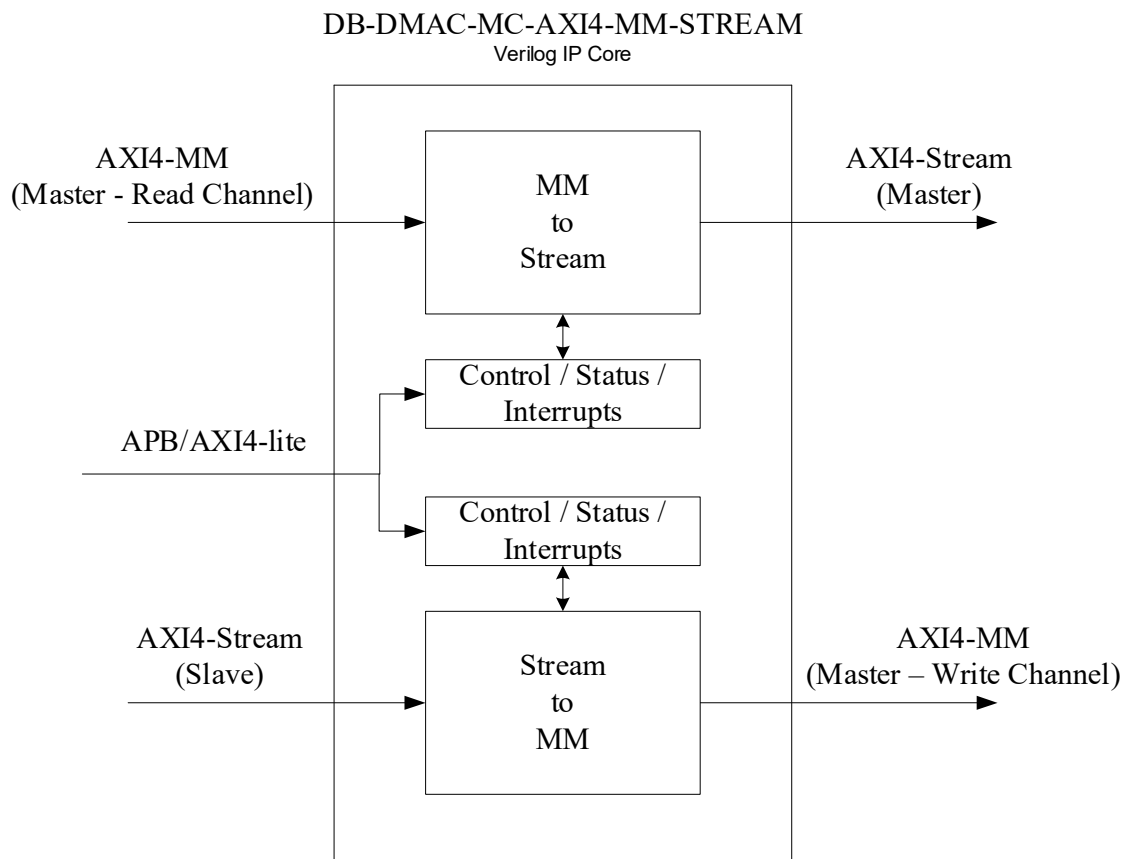 DB-DMAC-MC-AXI4-MM-STREAM
Verilog IP Core
AXI4-MM
(Master - Read Channel)
MM
to
Stream
AXI4-Stream
(Master)
Control / Status /
Interrupts
APB/AXI4-lite
Control / Status /
Interrupts
AXI4-Stream
(Slave)
Stream
to
MM
AXI4-MM
(Master – Write Channel)